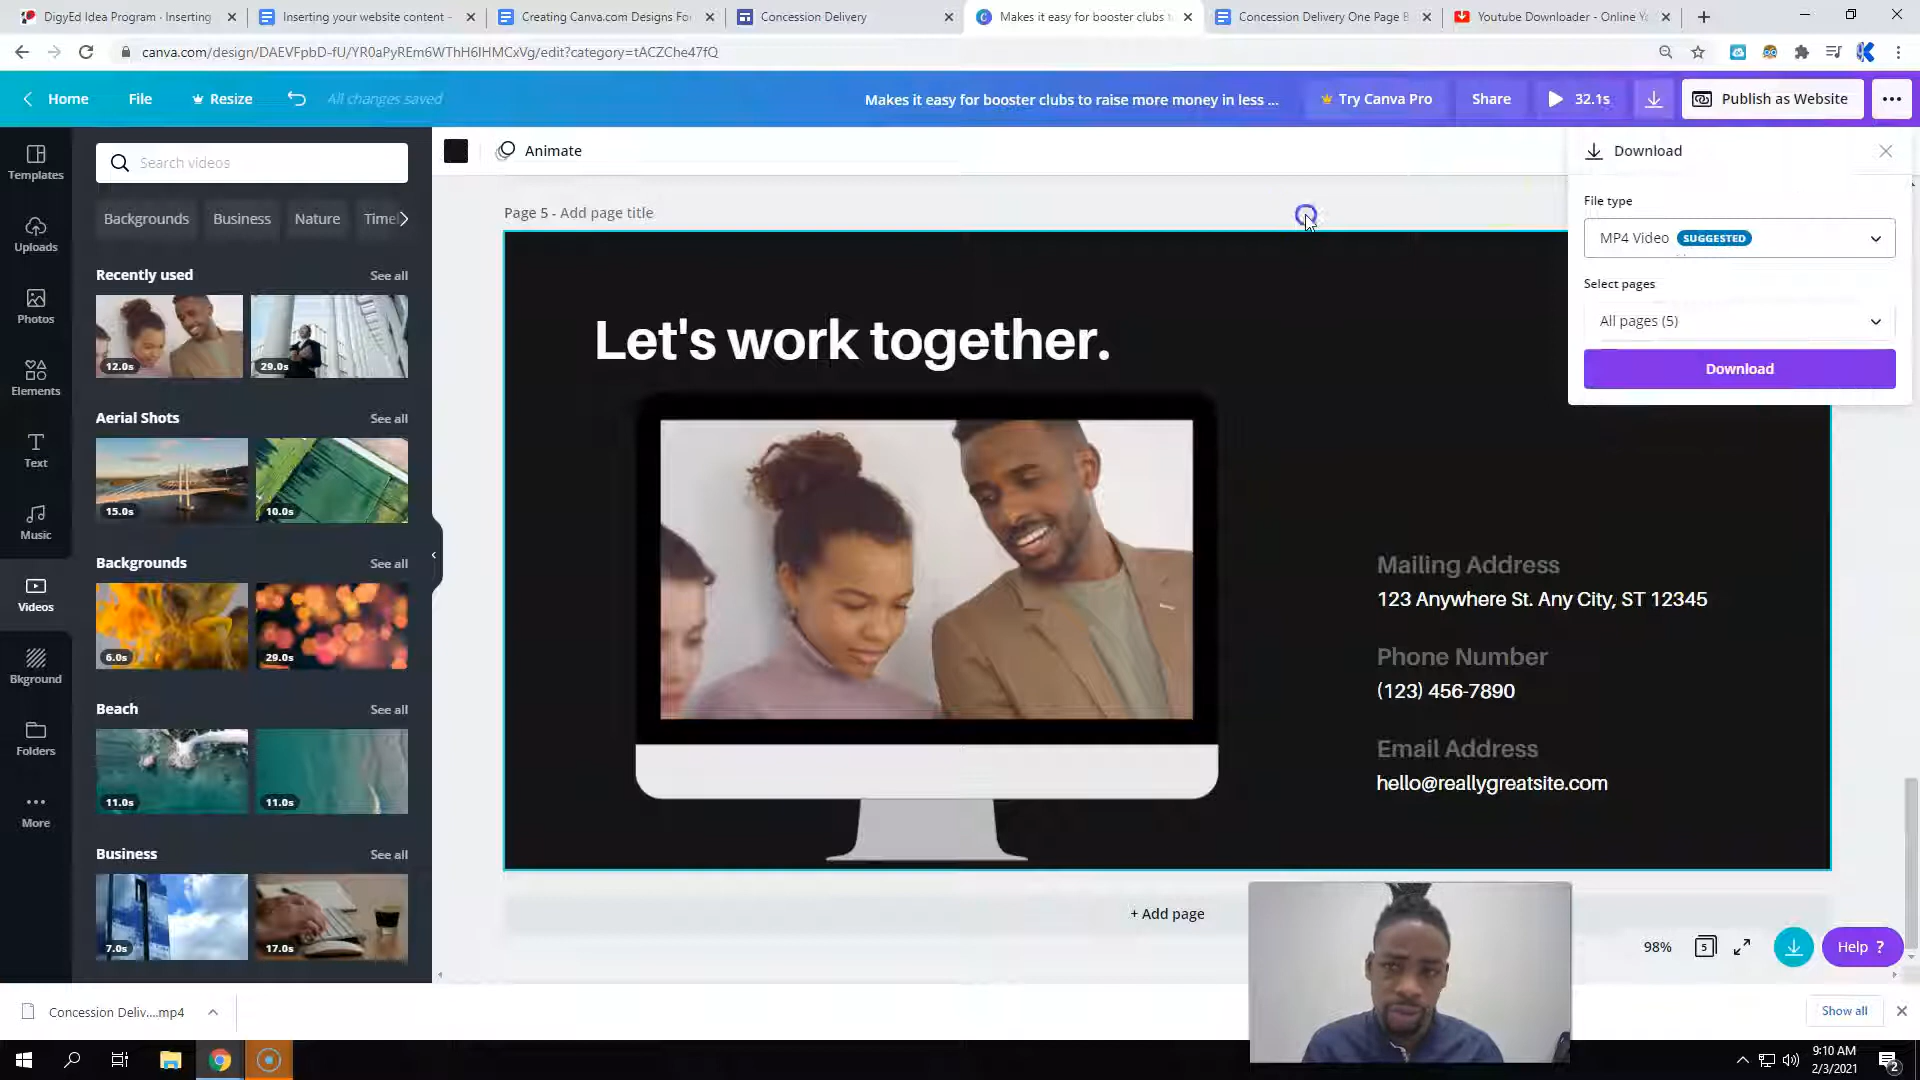 DigyEd Idea Program · Inserting
Inserting your website content -
Creating Canva.com Designs Fo
Concession Delivery
Makes it easy for booster clubs t
Concession Delivery One Page B
Youtube Downloader - Online Y
canva.com/design/DAEVFpbD-fU/YR0aPyREm6WThH6IHMCxVg/edit?category=tACZChe47fQ
Home
File
Resize
All changes saved
Makes it easy for booster clubs to raise more money in less ...
Try Canva Pro
Share
32.1s
Publish as Website
Templates
Uploads
Photos
Elements
Text
Music
Videos
Bkground
Folders
More
Search videos
Backgrounds
Business
Nature
Time
Recently used
See all
12.0s
29.0s
Aerial Shots
See all
15.0s
10.0s
Backgrounds
See all
6.0s
29.0s
Beach
See all
11.0s
11.0s
Business
See all
7.0s
17.0s
Animate
Page 5 - Add page title
Let's work together.
Mailing Address
123 Anywhere St. Any City, ST 12345
Phone Number
(123) 456-7890
Email Address
hello@reallygreatsite.com
+ Add page
Download
File type
MP4 Video SUGGESTED
Select pages
All pages (5)
Download
98%
5
Help ?
Concession Deliv....mp4
Show all
9:10 AM
2/3/2021
2